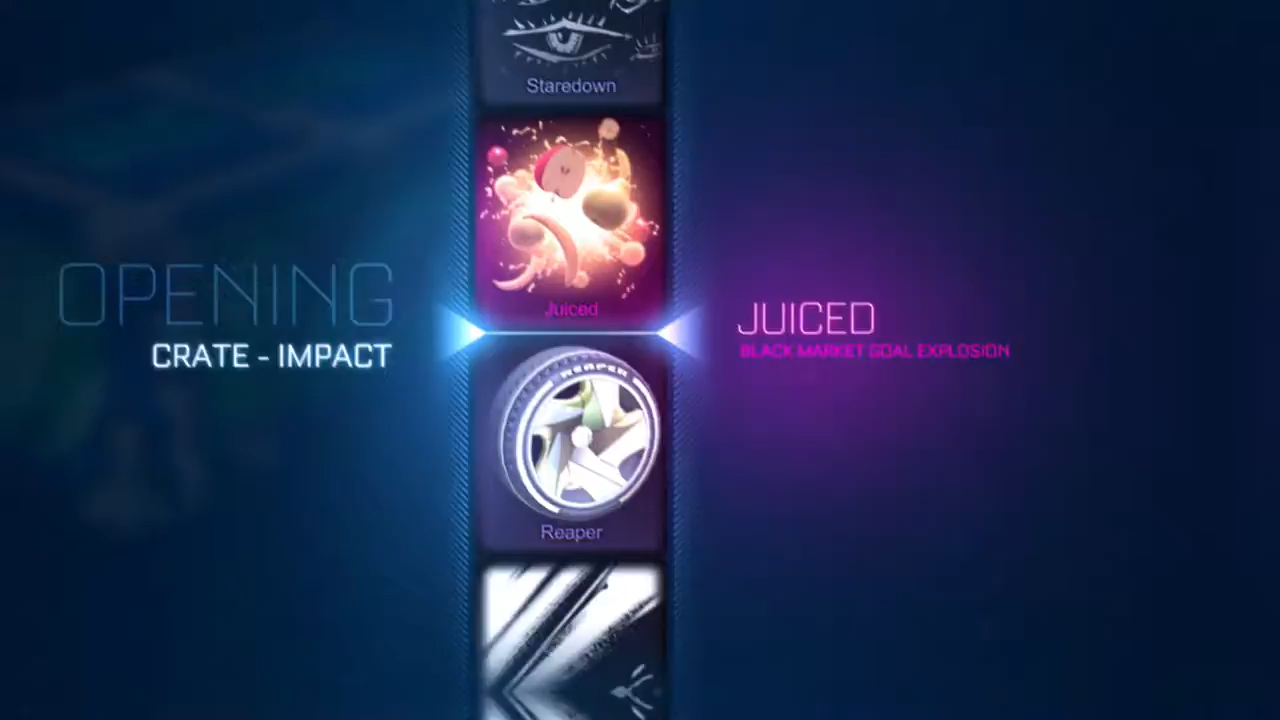 Staredown
Juiced
OPENING
CRATE - IMPACT
JUICED
BLACK MARKET GOAL EXPLOSION
REAPER
Reaper